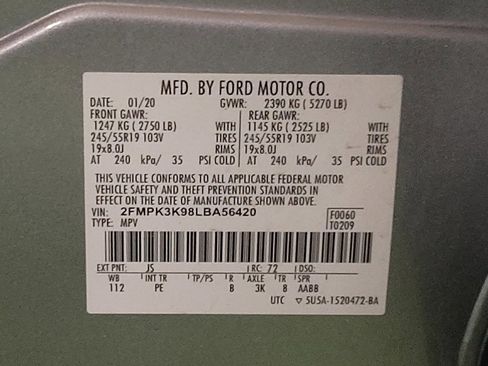 MFD. BY FORD MOTOR CO.
DATE: 01/20 GVWR: 2390 KG ( 5270 LB)
FRONT GAWR: REAR GAWR:
1247 KG ( 2750 LB) WITH 1145 KG ( 2525 LB) WITH
245/55R19 103V TIRES 245/55R19 103V TIRES
19x8.0J RIMS 19x8.0J RIMS
AT 240 kPa/ 35 PSI COLD AT 240 kPa/ 35 PSI COLD
THIS VEHICLE CONFORMS TO ALL APPLICABLE FEDERAL MOTOR
VEHICLE SAFETY AND THEFT PREVENTION STANDARDS IN
EFFECT ON THE DATE OF MANUFACTURE SHOWN ABOVE.
VIN: 2FMPK3K98LBA56420 F0060
TYPE: MPV T0209
EXT PNT: JS RC: 72 DSO:
WB INT TR TP/PS R AXLE TR SPR
112 PE B 3K 8 AABB
UTC ▽ 5U5A-1520472-BA